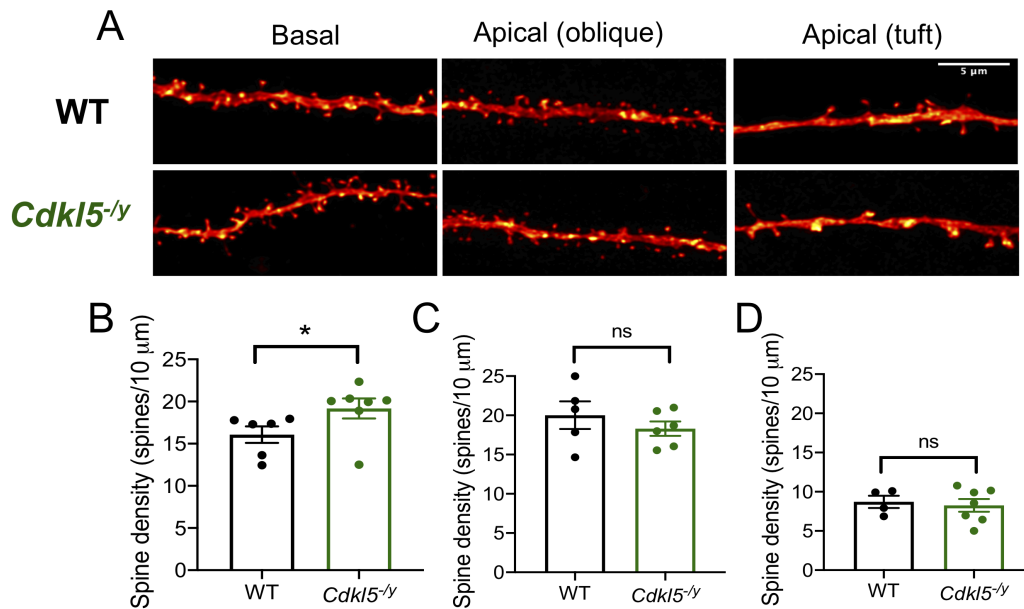 A
Basal
Apical (oblique)
Apical (tuft)
5 μm
WT
Cdkl5-/y
B
C
D
Spine density (spines/10 μm)
25
20
15
10
5
0
*
WT
Cdkl5-/y
Spine density (spines/10 μm)
25
20
15
10
5
0
ns
WT
Cdkl5-/y
Spine density (spines/10 μm)
25
20
15
10
5
0
ns
WT
Cdkl5-/y